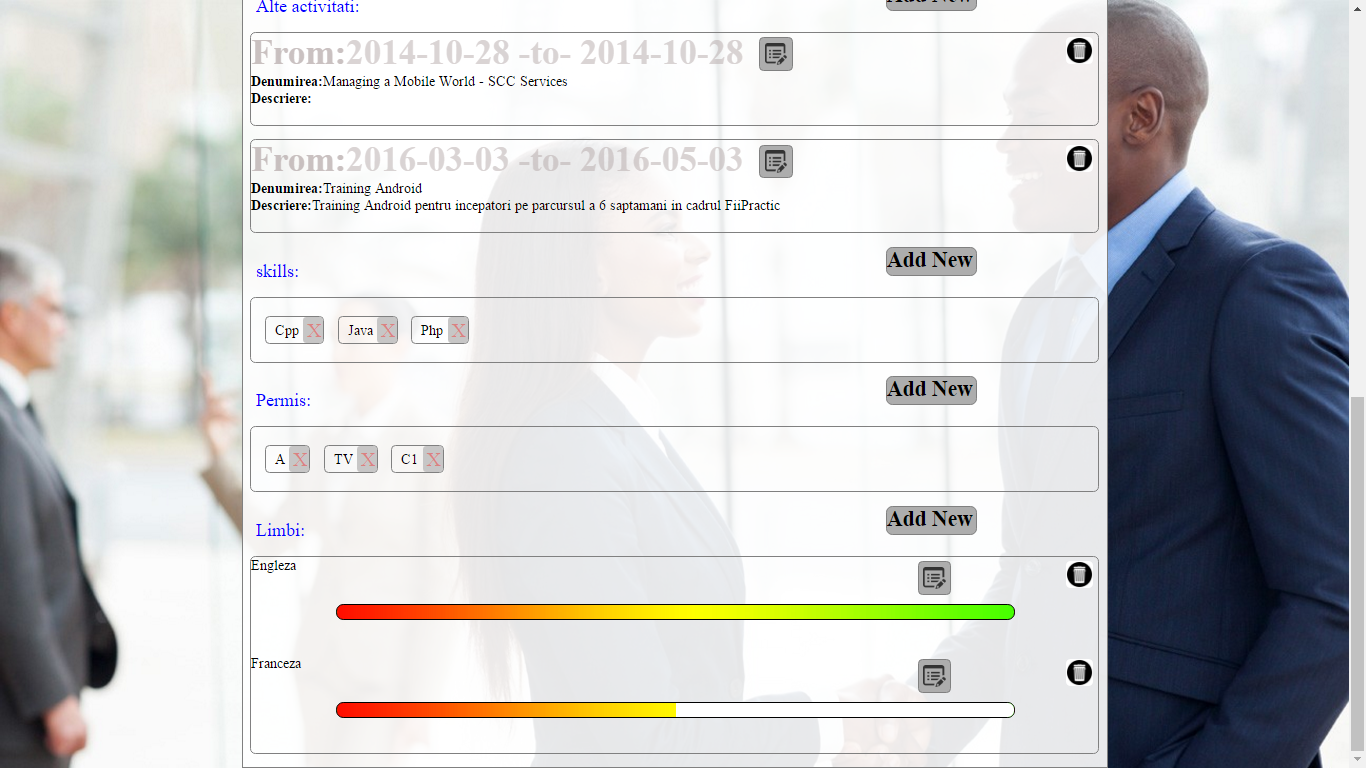 Alte activitati:
Add New
From:2014-10-28 -to- 2014-10-28
Denumirea:Managing a Mobile World - SCC Services
Descriere:
From:2016-03-03 -to- 2016-05-03
Denumirea:Training Android
Descriere:Training Android pentru incepatori pe parcursul a 6 saptamani in cadrul FiiPractic
skills:
Add New
Cpp X Java X Php X
Permis:
Add New
A X TV X C1 X
Limbi:
Add New
Engleza
Franceza